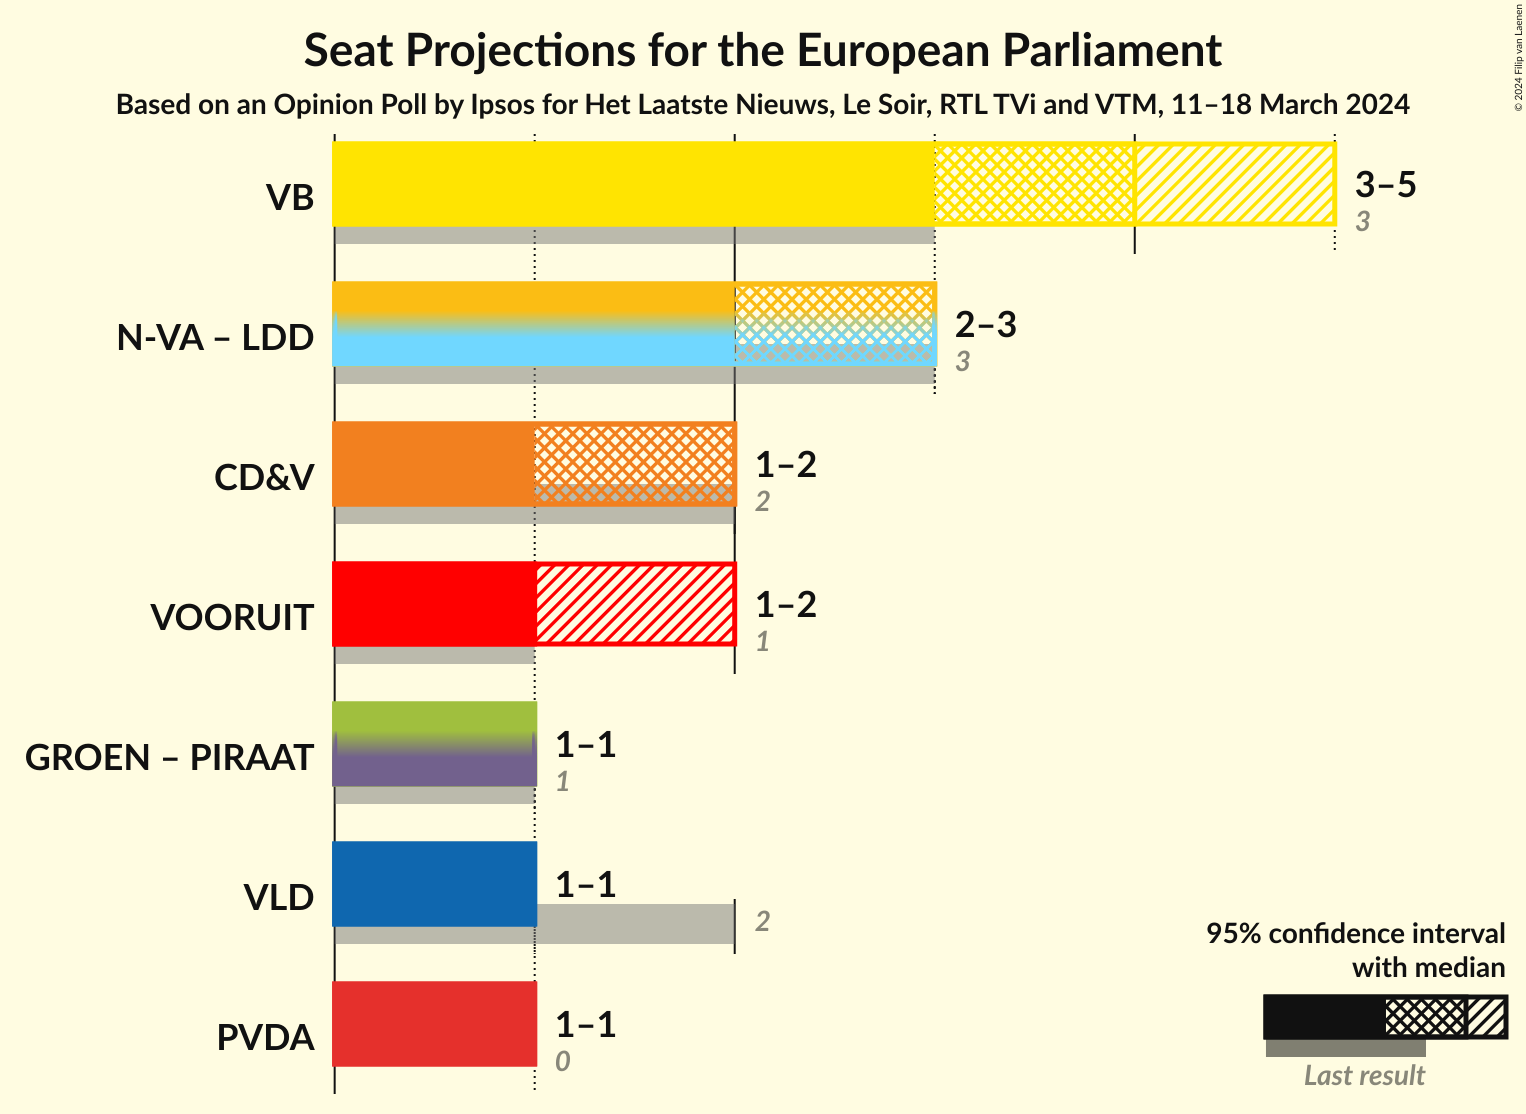 Seat Projections for the European Parliament
Based on an Opinion Poll by Ipsos for Het Laatste Nieuws, Le Soir, RTL TVi and VTM, 11–18 March 2024
© 2024 Filip van Laenen
VB
3–5
3
N-VA – LDD
2–3
3
CD&V
1–2
2
VOORUIT
1–2
1
GROEN – PIRAAT
1–1
1
VLD
1–1
2
PVDA
1–1
0
95% confidence interval
with median
Last result